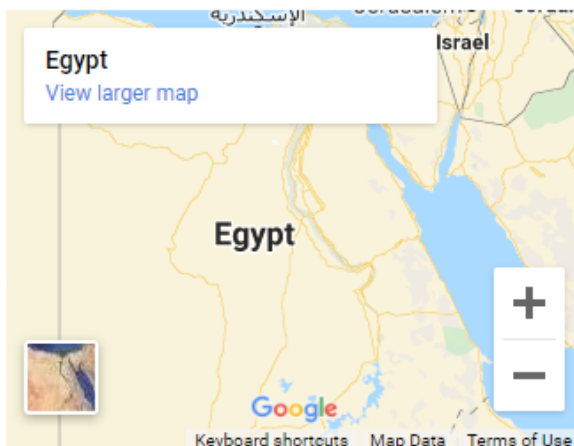 الإسكندرية
Israel
Egypt
View larger map
Egypt
Google
Keyboard shortcuts Map Data Terms of Use